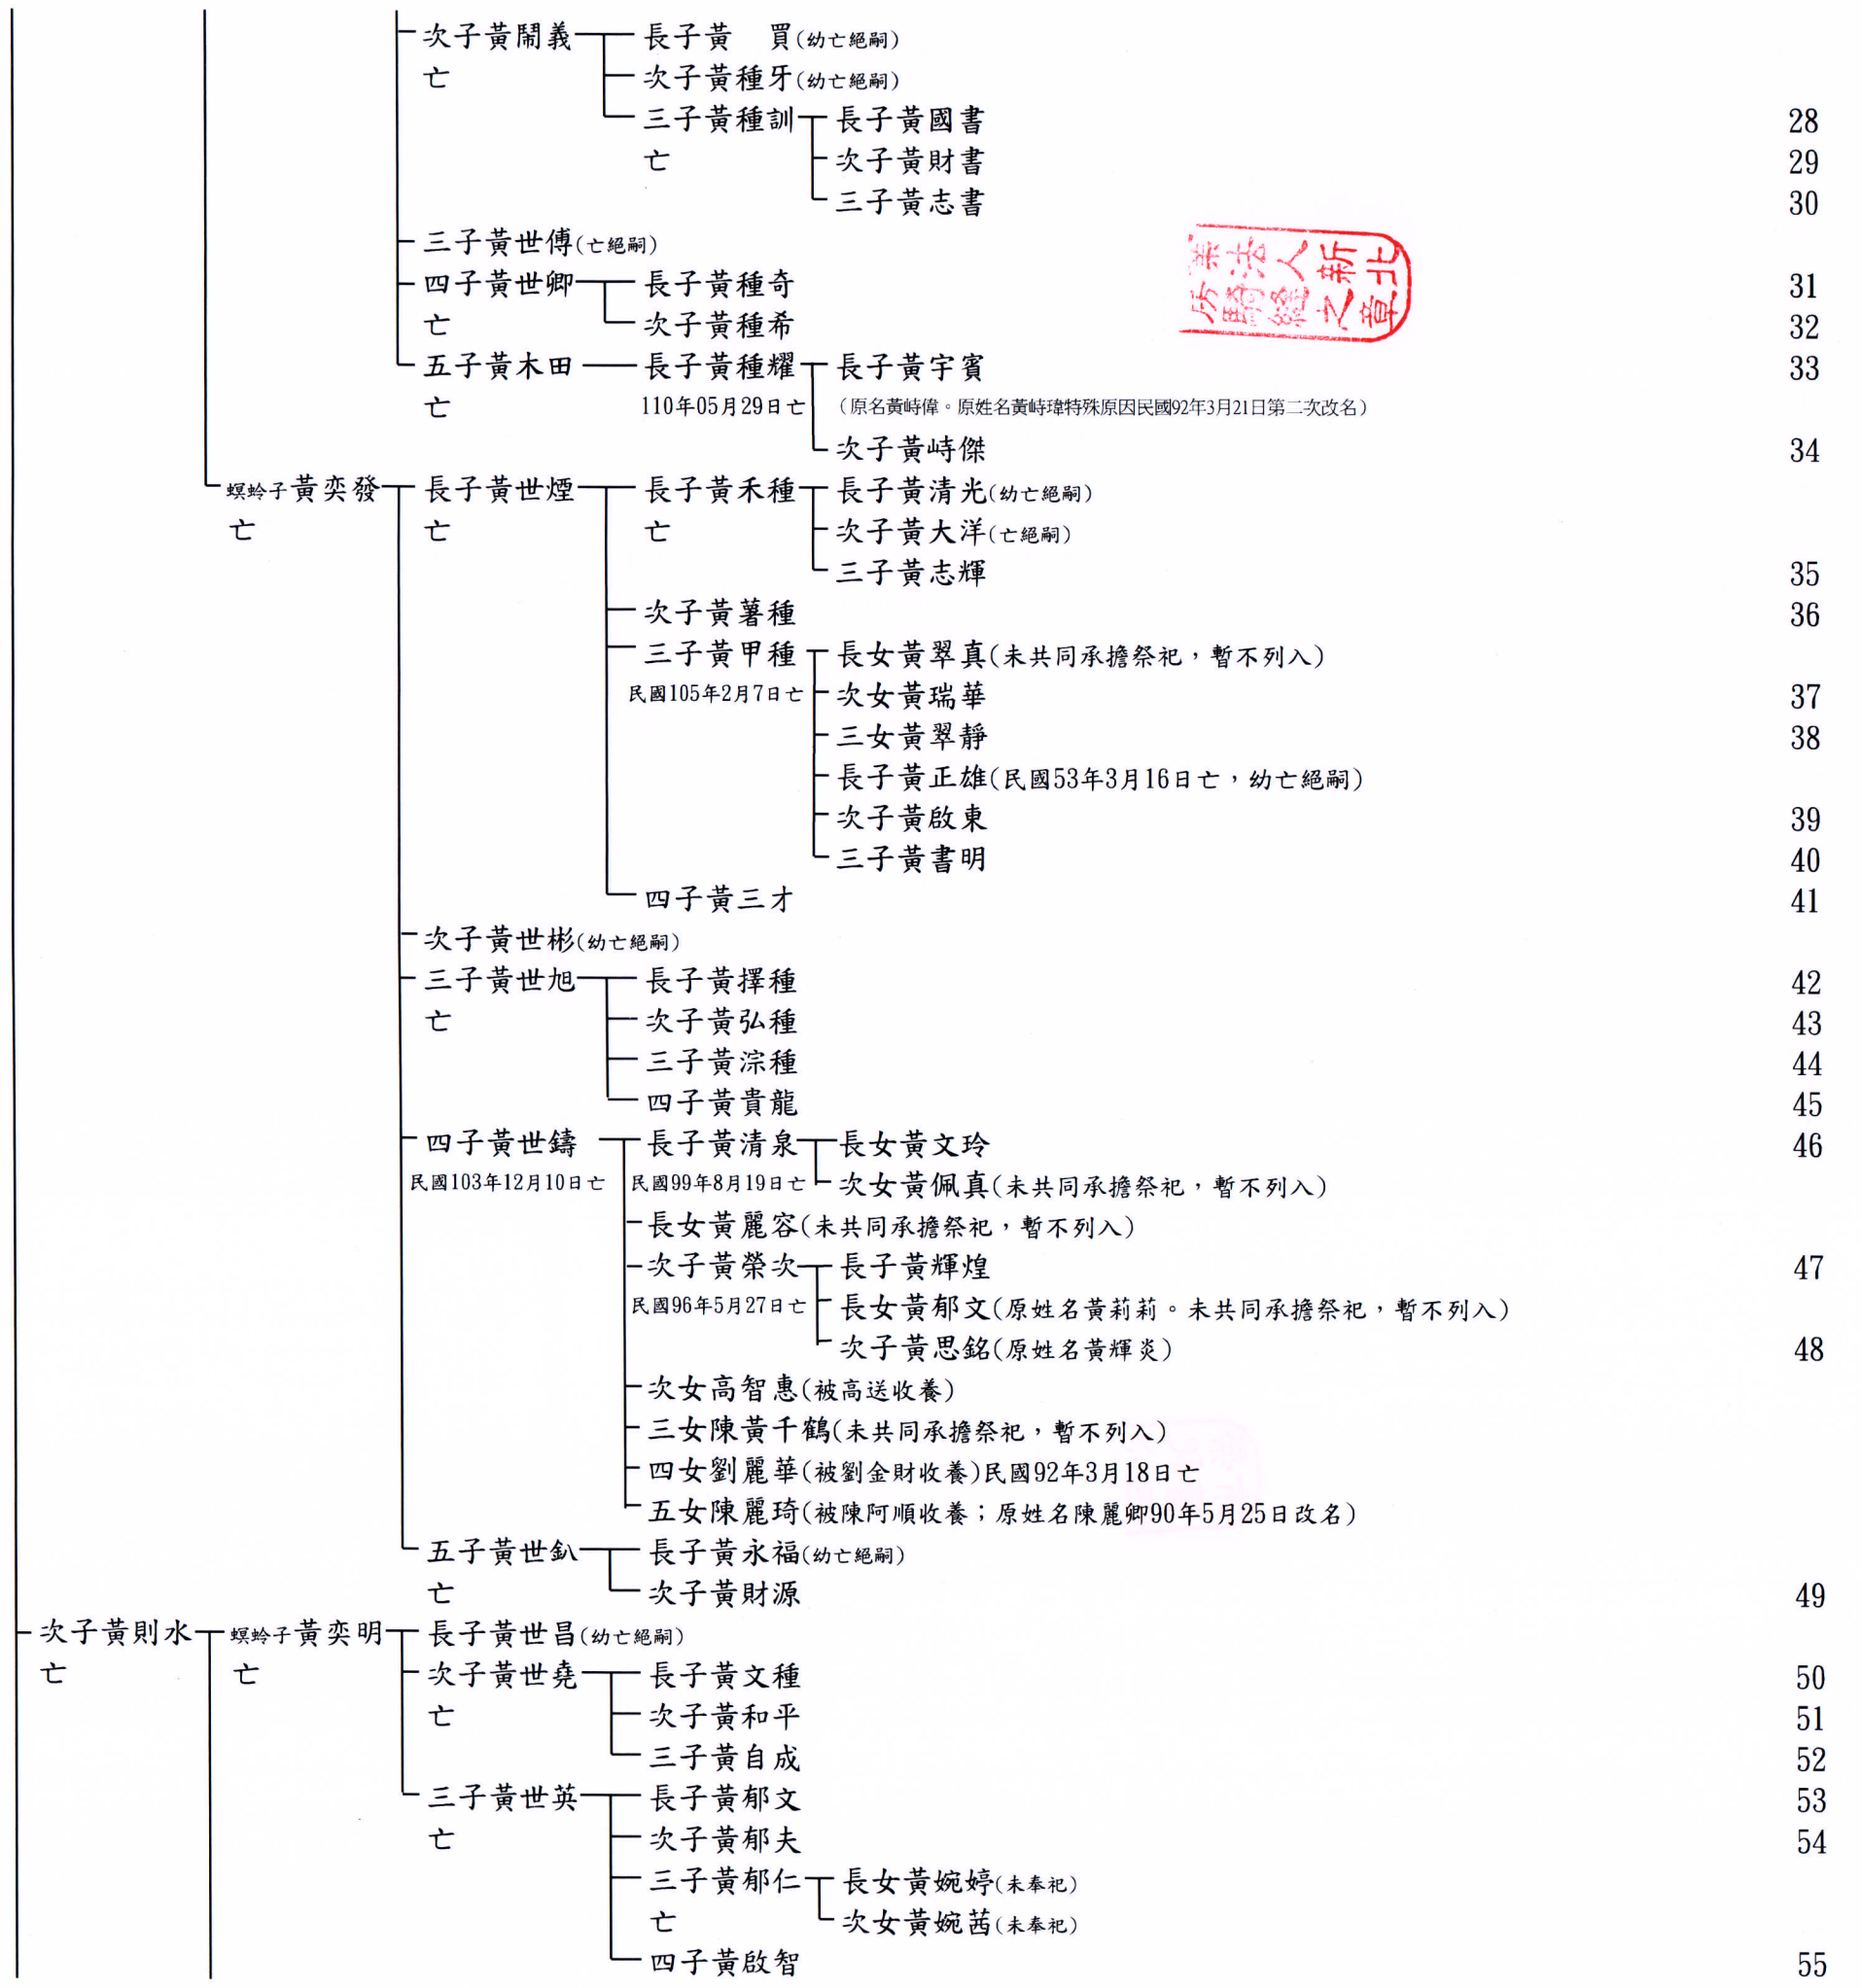 次子黃鬧義 長子黃　買(幼亡絕嗣)
亡 次子黃種牙(幼亡絕嗣)
三子黃種訓 長子黃國書 28
亡 次子黃財書 29
三子黃志書 30
三子黃世傳(亡絕嗣)
四子黃世卿 長子黃種奇 31
亡 次子黃種希 32
五子黃木田 長子黃種耀 長子黃宇賓 33
亡 110年05月29日亡 (原名黃峙偉。原姓名黃峙瑋特殊原因民國92年3月21日第二次改名)
次子黃峙傑 34
螟蛉子黃奕發 長子黃世煙 長子黃禾種 長子黃清光(幼亡絕嗣)
亡 亡 亡 次子黃大洋(亡絕嗣)
三子黃志輝 35
次子黃薯種 36
三子黃甲種 長女黃翠真(未共同承擔祭祀，暫不列入)
民國105年2月7日亡 次女黃瑞華 37
三女黃翠靜 38
長子黃正雄(民國53年3月16日亡，幼亡絕嗣)
次子黃啟東 39
三子黃書明 40
四子黃三才 41
次子黃世彬(幼亡絕嗣)
三子黃世旭 長子黃擇種 42
亡 次子黃弘種 43
三子黃淙種 44
四子黃貴龍 45
四子黃世鑄 長子黃清泉 長女黃文玲 46
民國103年12月10日亡 民國99年8月19日亡 次女黃佩真(未共同承擔祭祀，暫不列入)
長女黃麗容(未共同承擔祭祀，暫不列入)
次子黃榮次 長子黃輝煌 47
民國96年5月27日亡 長女黃郁文(原姓名黃莉莉。未共同承擔祭祀，暫不列入)
次子黃思銘(原姓名黃輝炎) 48
次女高智惠(被高送收養)
三女陳黃千鶴(未共同承擔祭祀，暫不列入)
四女劉麗華(被劉金財收養)民國92年3月18日亡
五女陳麗琦(被陳阿順收養；原姓名陳麗卿90年5月25日改名)
五子黃世釟 長子黃永福(幼亡絕嗣)
亡 次子黃財源 49
次子黃則水 螟蛉子黃奕明 長子黃世昌(幼亡絕嗣)
亡 亡 次子黃世堯 長子黃文種 50
亡 次子黃和平 51
三子黃自成 52
三子黃世英 長子黃郁文 53
亡 次子黃郁夫 54
三子黃郁仁 長女黃婉婷(未奉祀)
亡 次女黃婉茜(未奉祀)
四子黃啟智 55
法人新北
騎縫之章